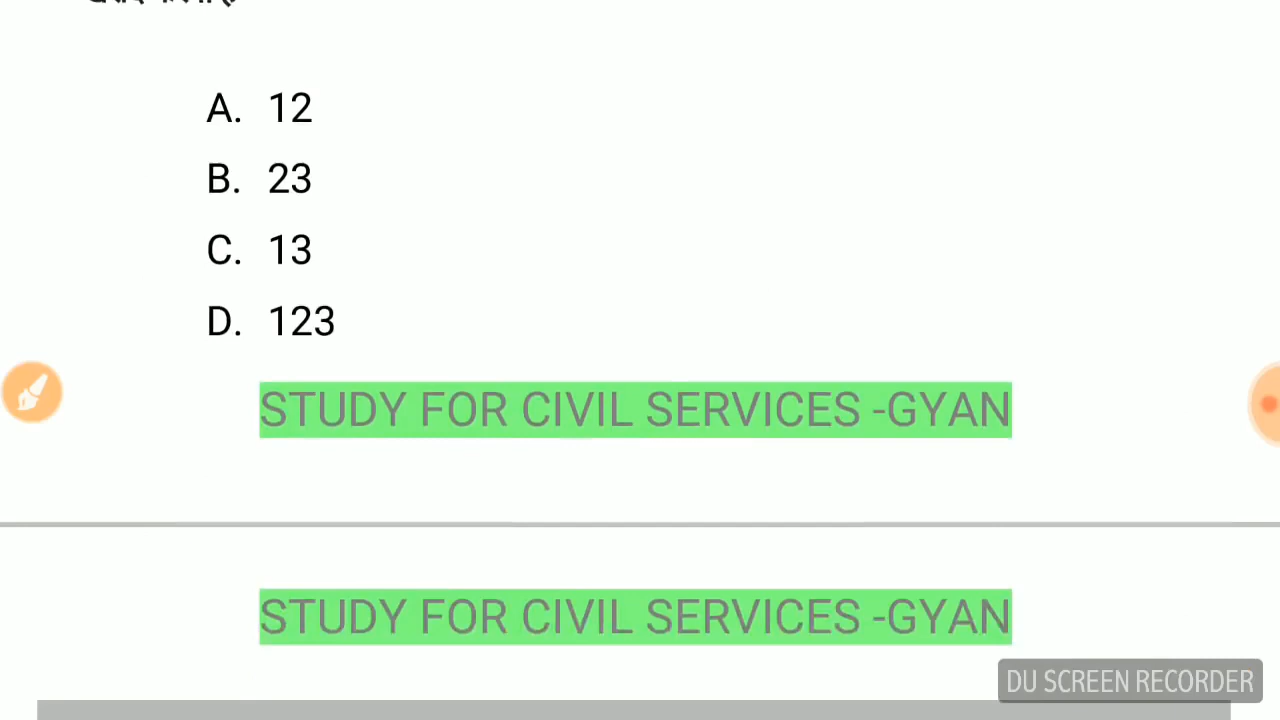 A. 12
B. 23
C. 13
D. 123
STUDY FOR CIVIL SERVICES -GYAN
STUDY FOR CIVIL SERVICES -GYAN
DU SCREEN RECORDER